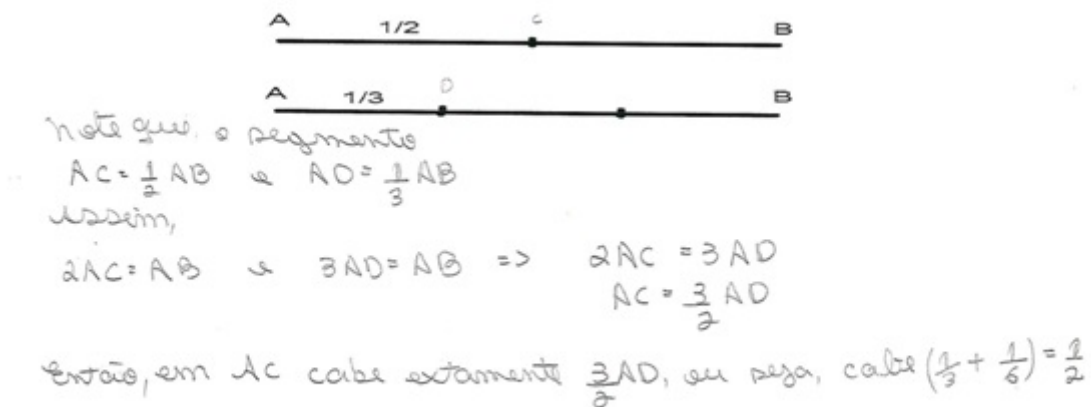 A 1/2 C B
A 1/3 D B
Note que o segmento
AC = 1/2 AB e AD = 1/3 AB
Assim,
2AC = AB e 3AD = AB => 2AC = 3AD
AC = 3/2 AD
Então, em AC cabe extamente 3/2 AD, ou seja, cabe (1/3 + 1/6) = 1/2